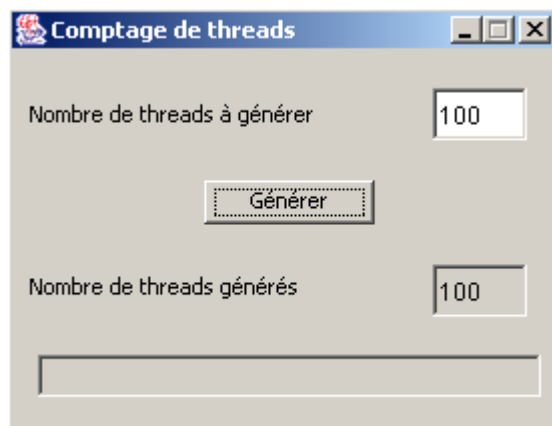 Comptage de threads
Nombre de threads à générer 100
Générer
Nombre de threads générés 100